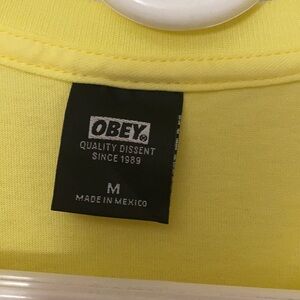 OBEY®
QUALITY DISSENT
SINCE 1989
M
MADE IN MEXICO